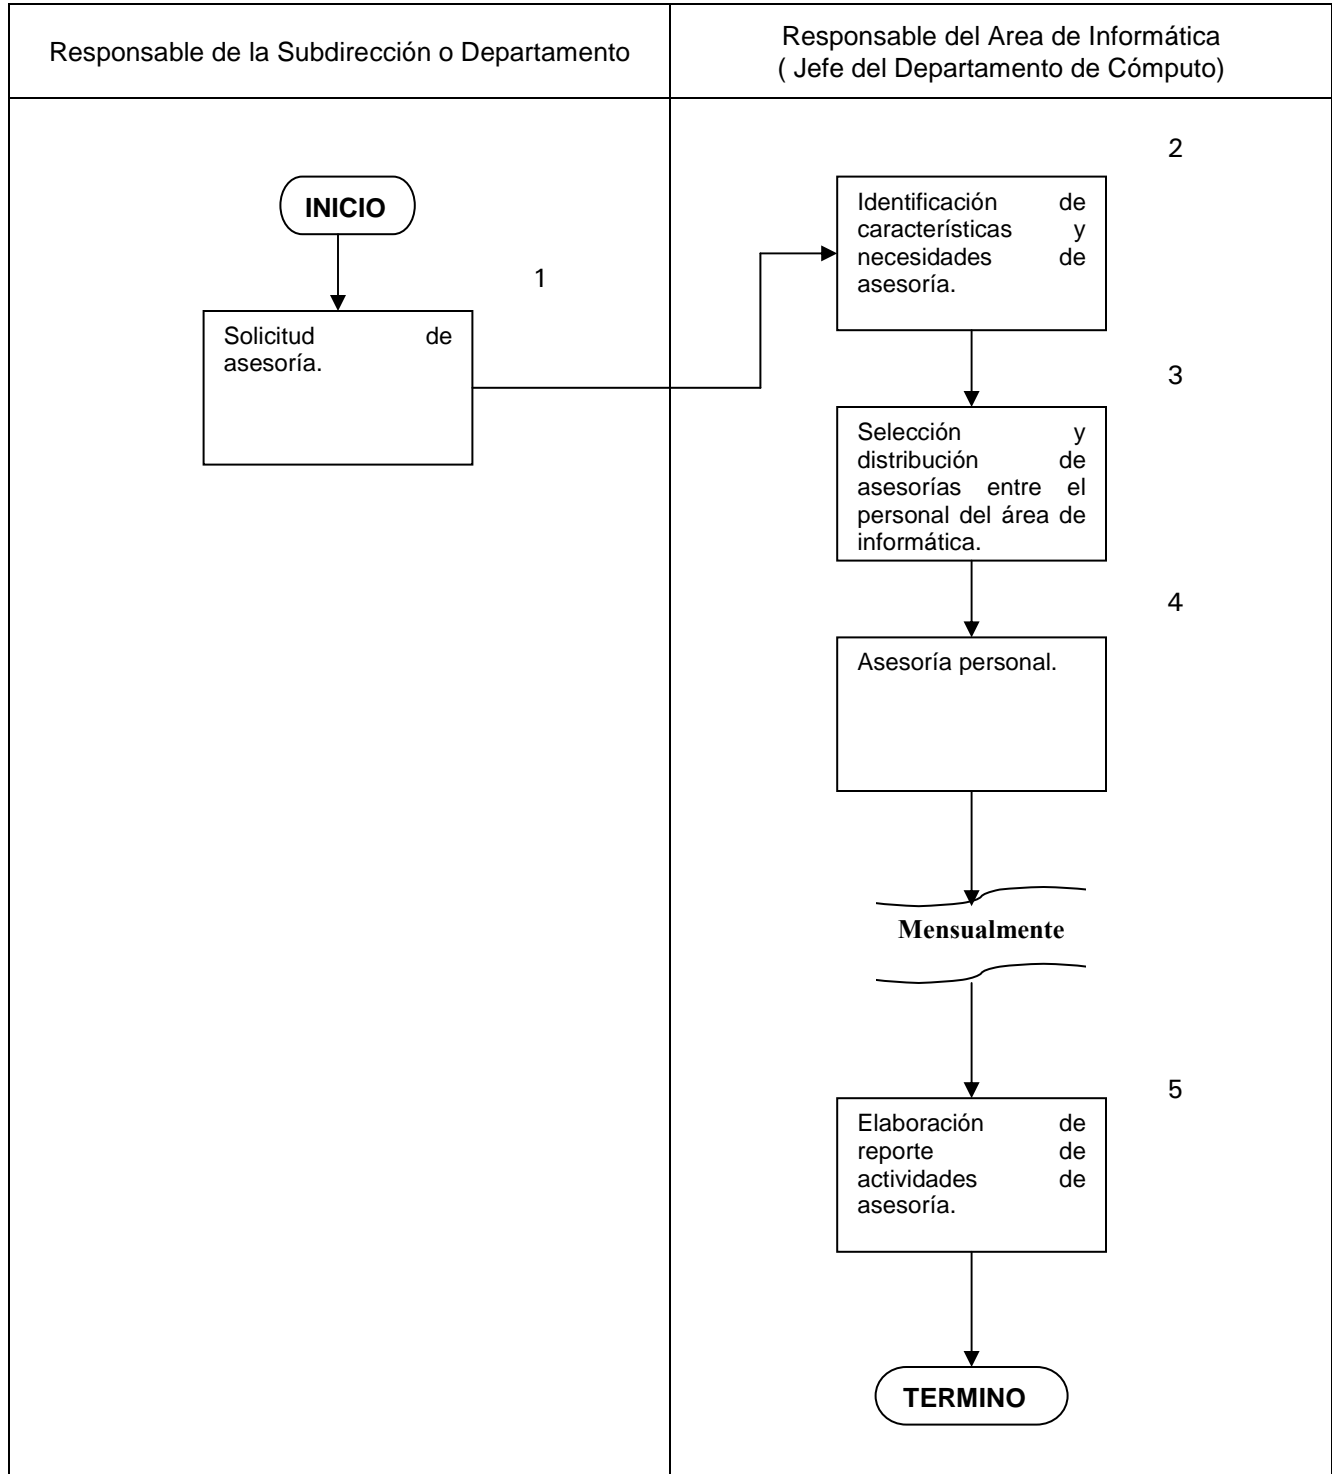 Responsable de la Subdirección o Departamento
Responsable del Area de Informática
( Jefe del Departamento de Cómputo)
INICIO
1
Solicitud de
asesoría.
2
Identificación de
características y
necesidades de
asesoría.
3
Selección y
distribución de
asesorías entre el
personal del área de
informática.
4
Asesoría personal.
Mensualmente
5
Elaboración de
reporte de
actividades de
asesoría.
TERMINO